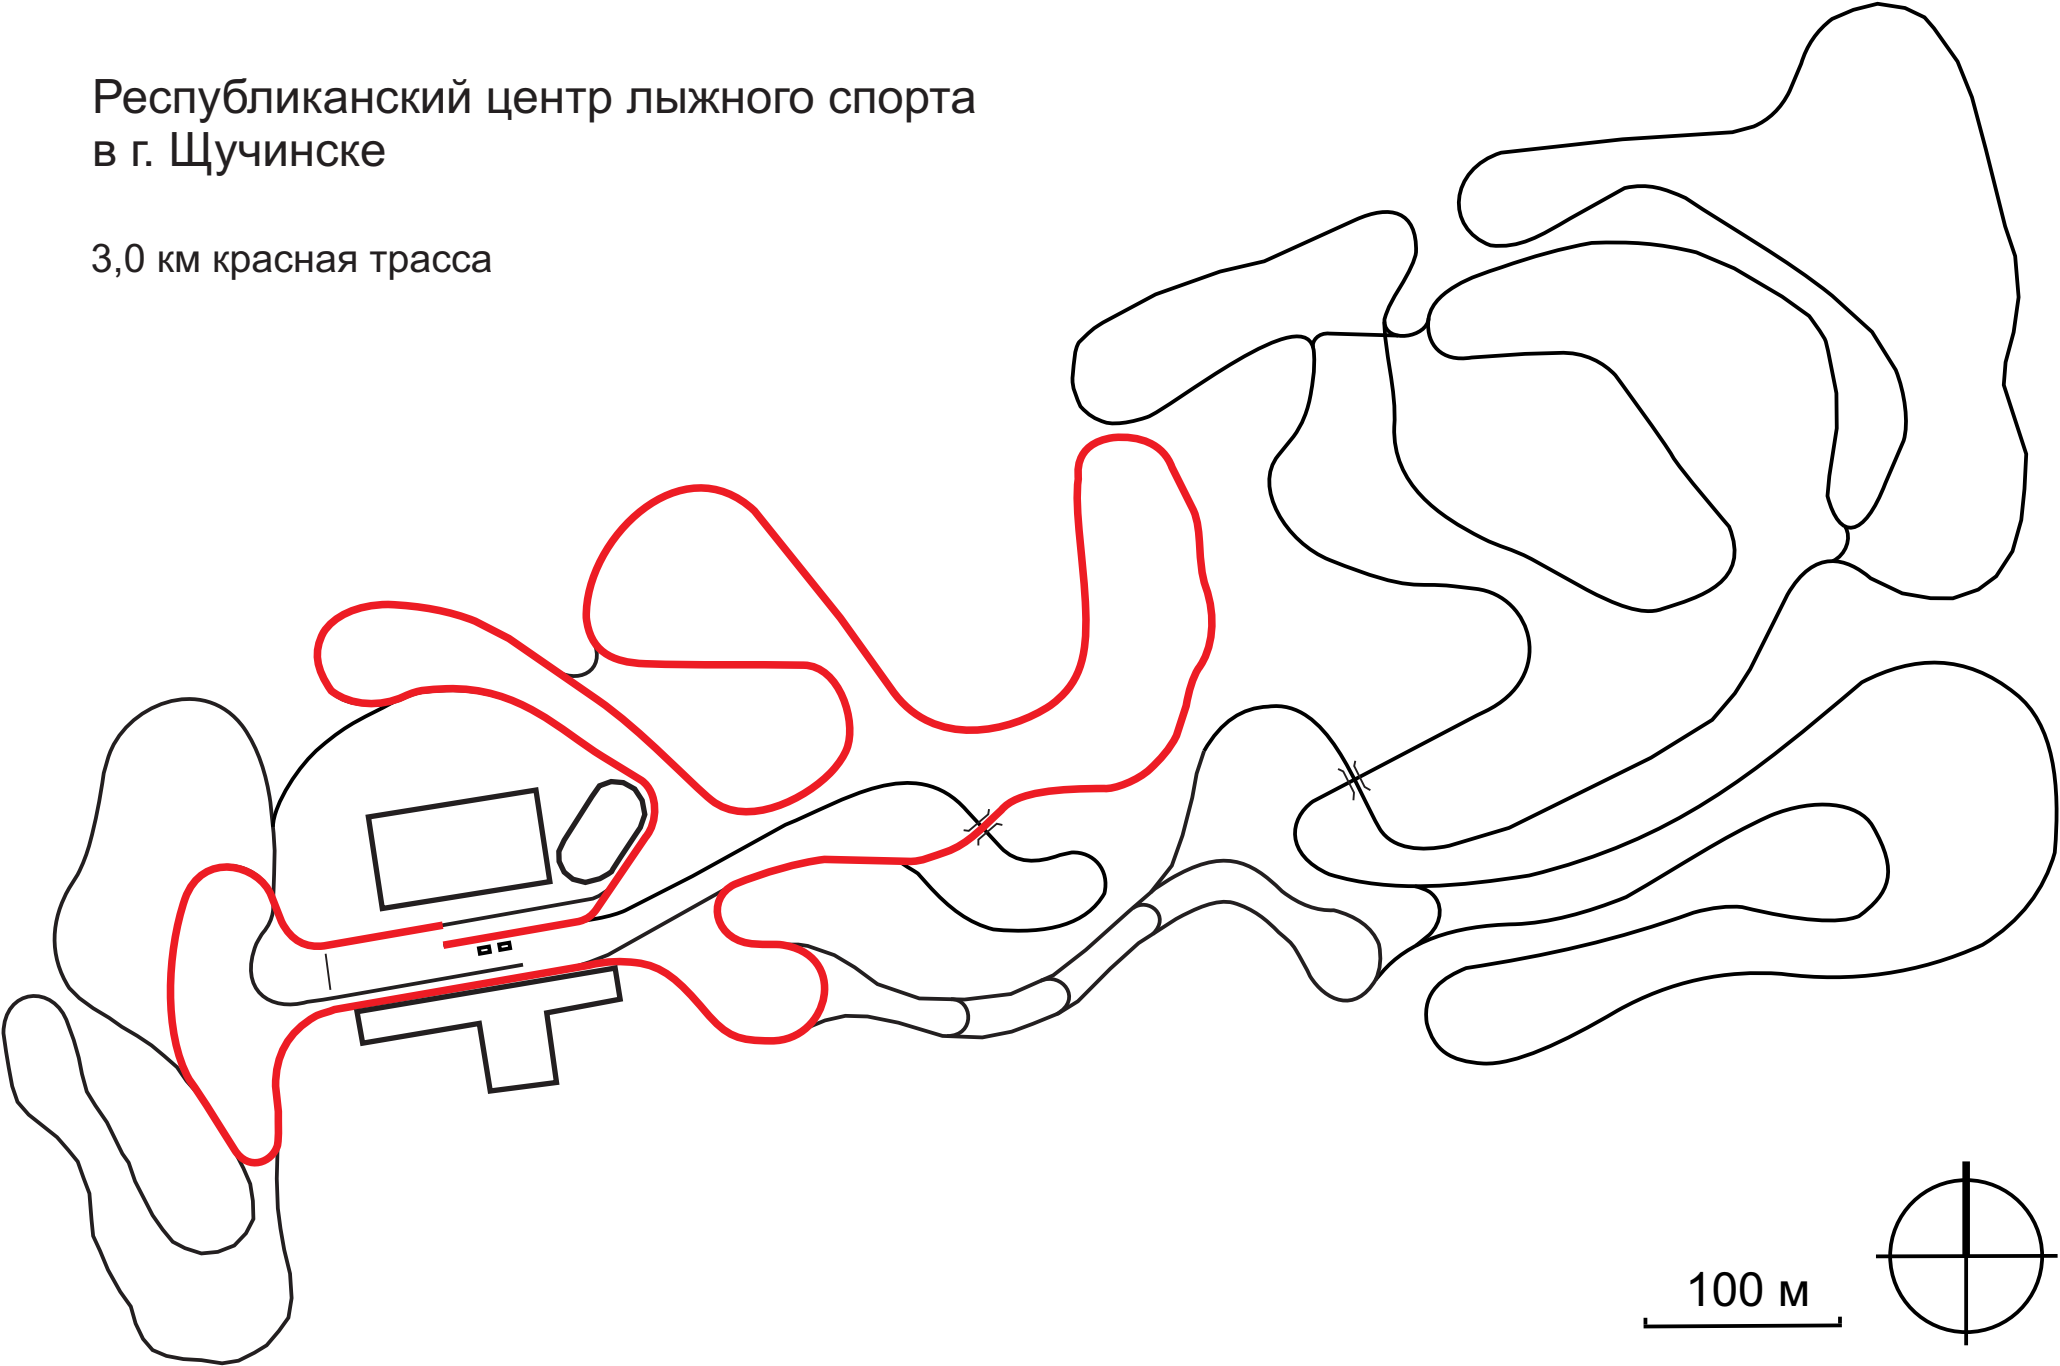 Республиканский центр лыжного спорта
в г. Щучинске
3,0 км красная трасса
100 м